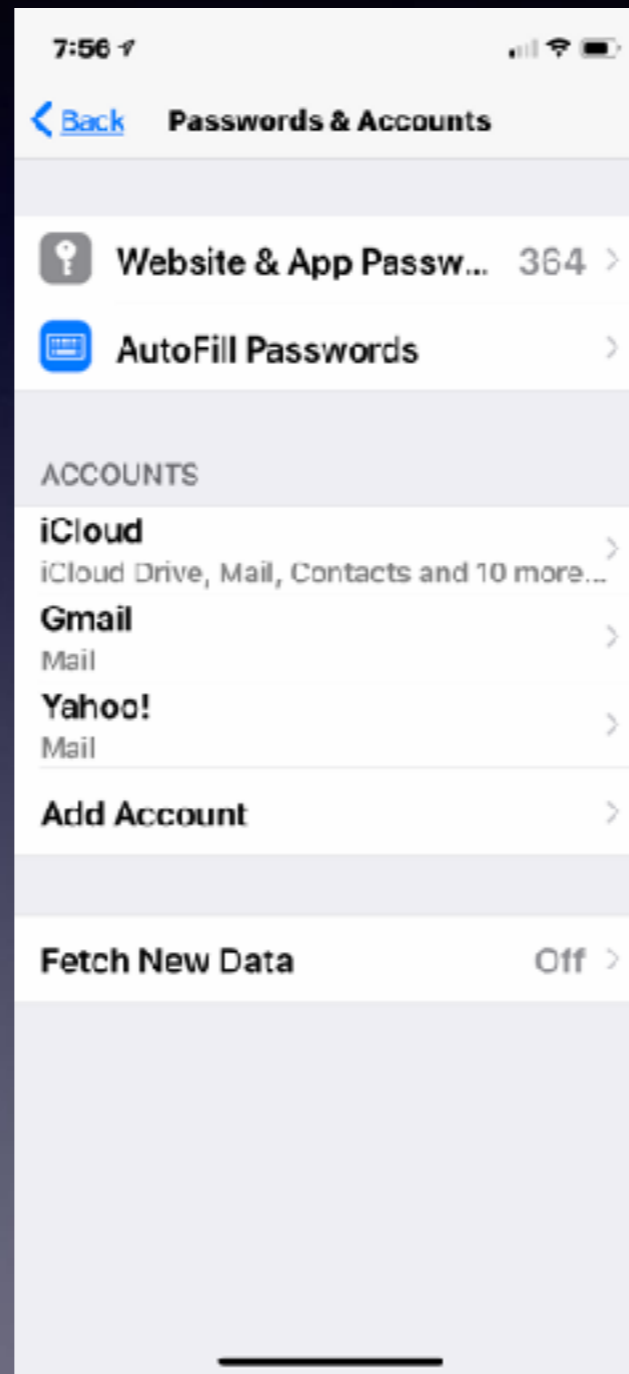 7:56
Back Passwords & Accounts
Website & App Passw... 364
AutoFill Passwords
ACCOUNTS
iCloud
iCloud Drive, Mail, Contacts and 10 more...
Gmail
Mail
Yahoo!
Mail
Add Account
Fetch New Data Off